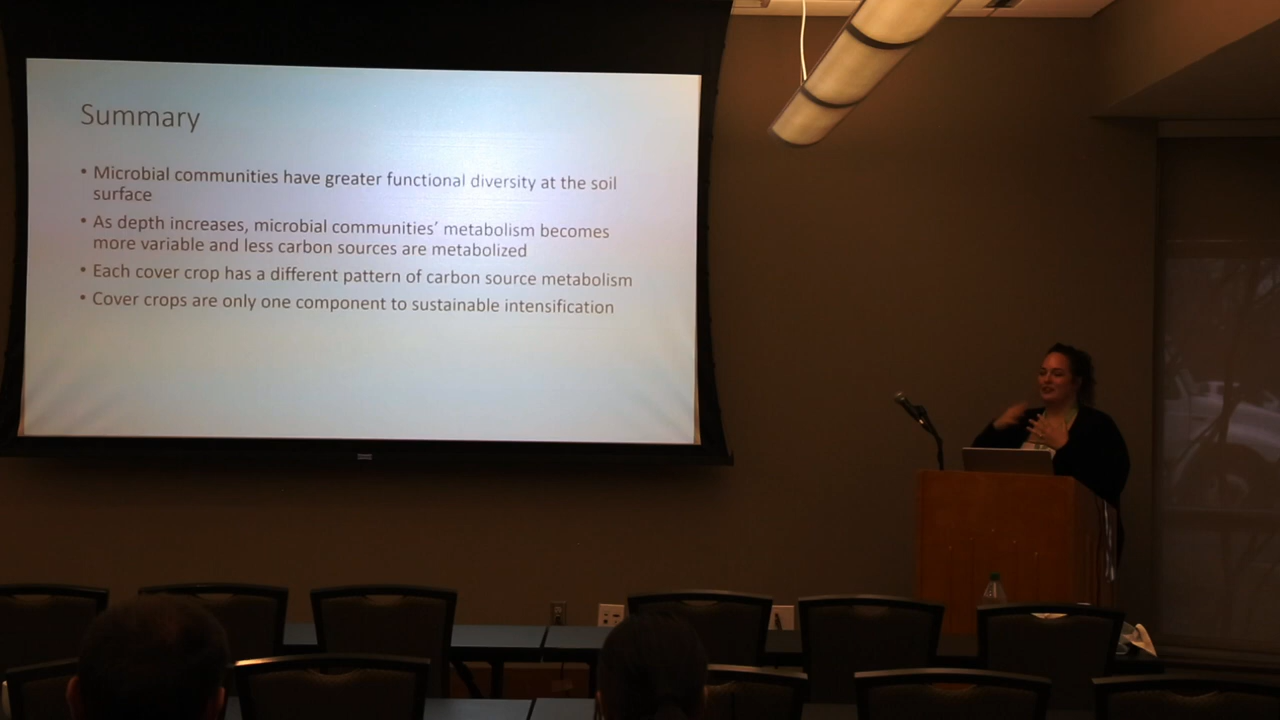 Summary
• Microbial communities have greater functional diversity at the soil
surface
• As depth increases, microbial communities' metabolism becomes
more variable and less carbon sources are metabolized
• Each cover crop has a different pattern of carbon source metabolism
• Cover crops are only one component to sustainable intensification